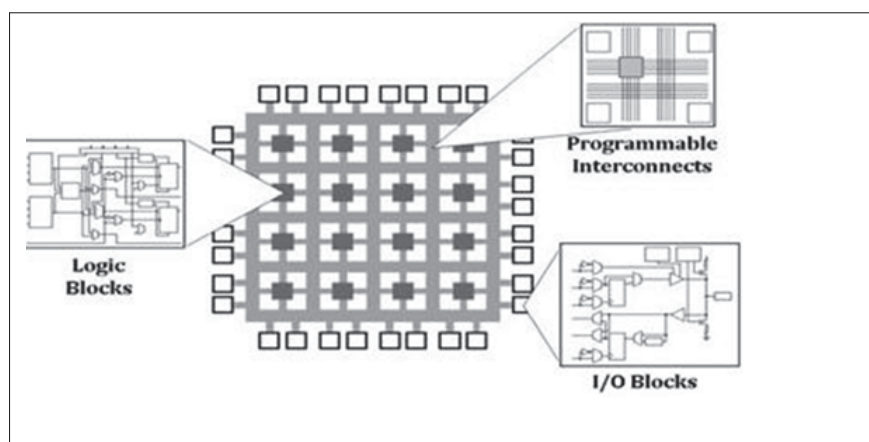 Programmable
Interconnects
Logic
Blocks
I/O Blocks